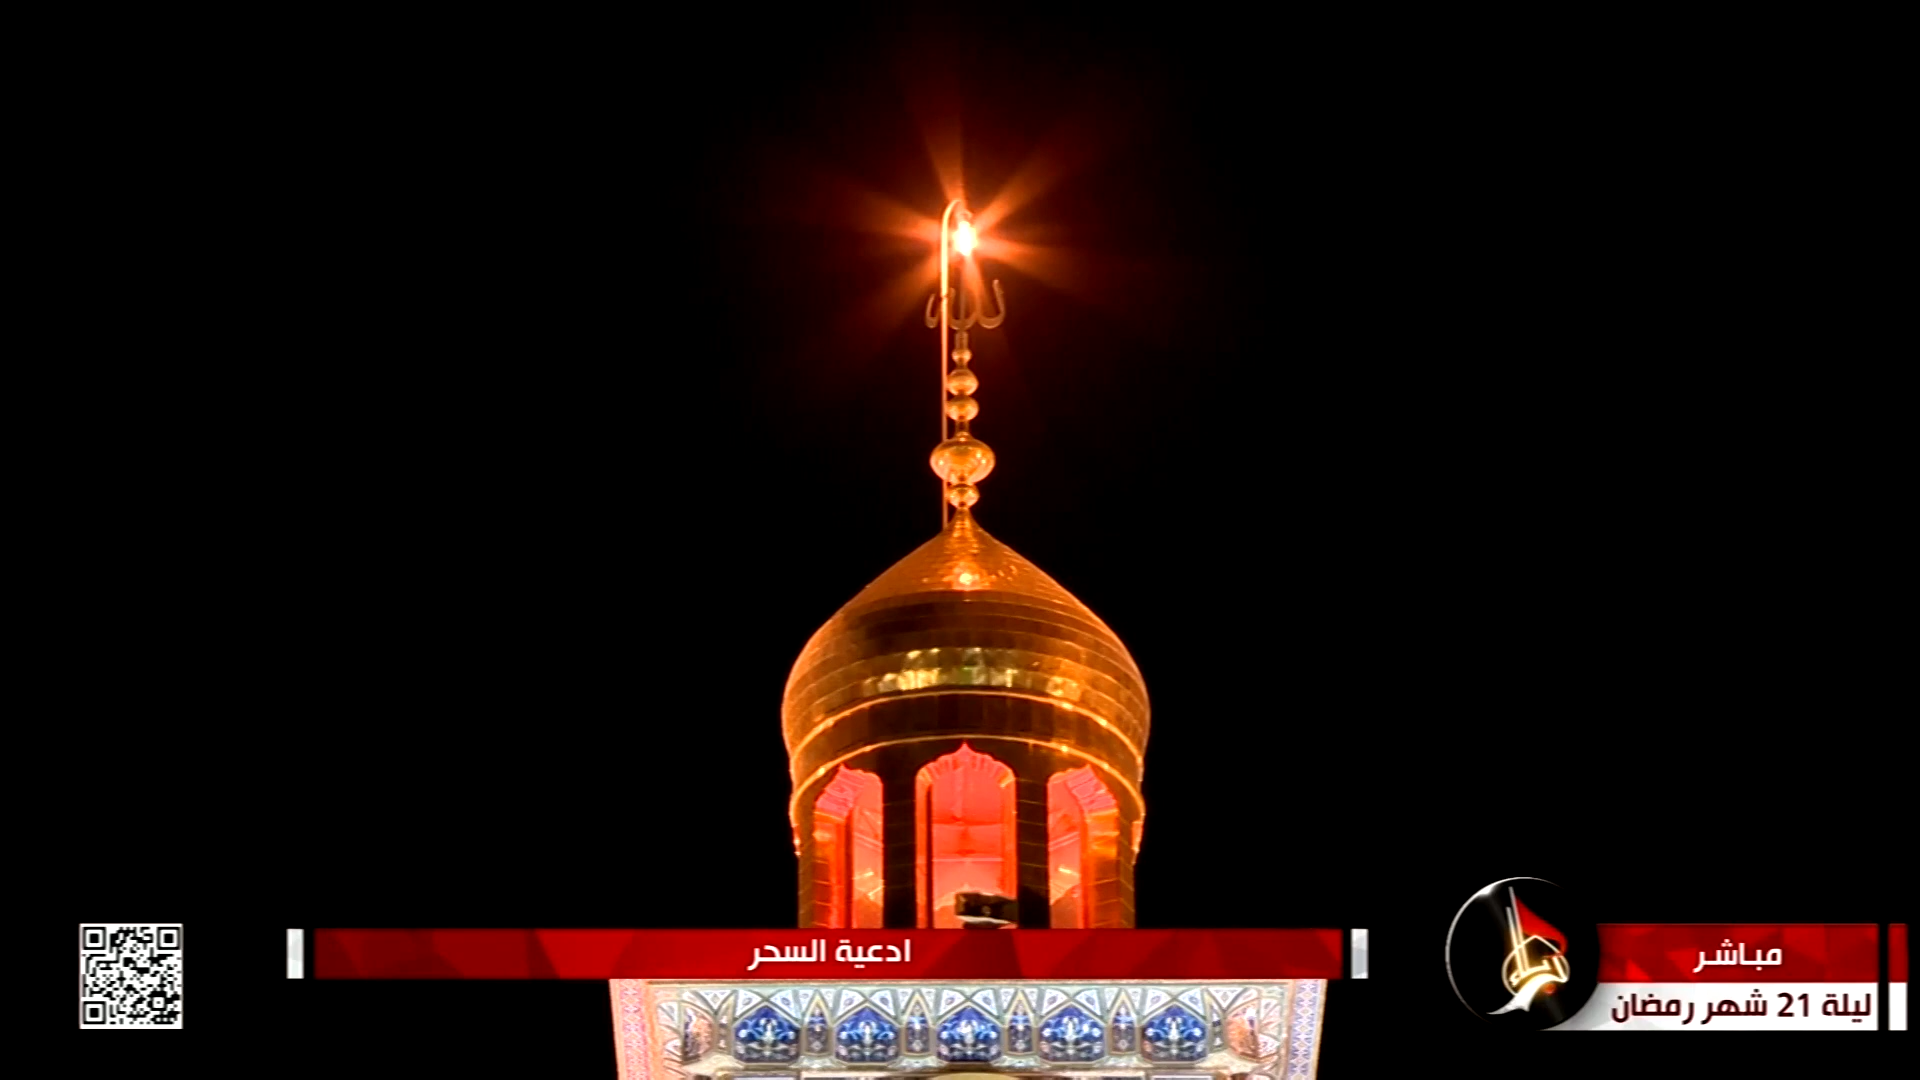 الله
ادعية السحر
مباشر
ليلة 21 شهر رمضان